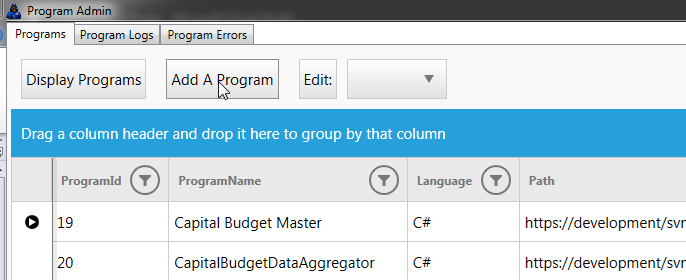 Program Admin
Programs Program Logs Program Errors
Display Programs Add A Program Edit:
Drag a column header and drop it here to group by that column
ProgramId ProgramName Language Path
19 Capital Budget Master C# https://development/svr
20 CapitalBudgetDataAggregator C# https://development/svr